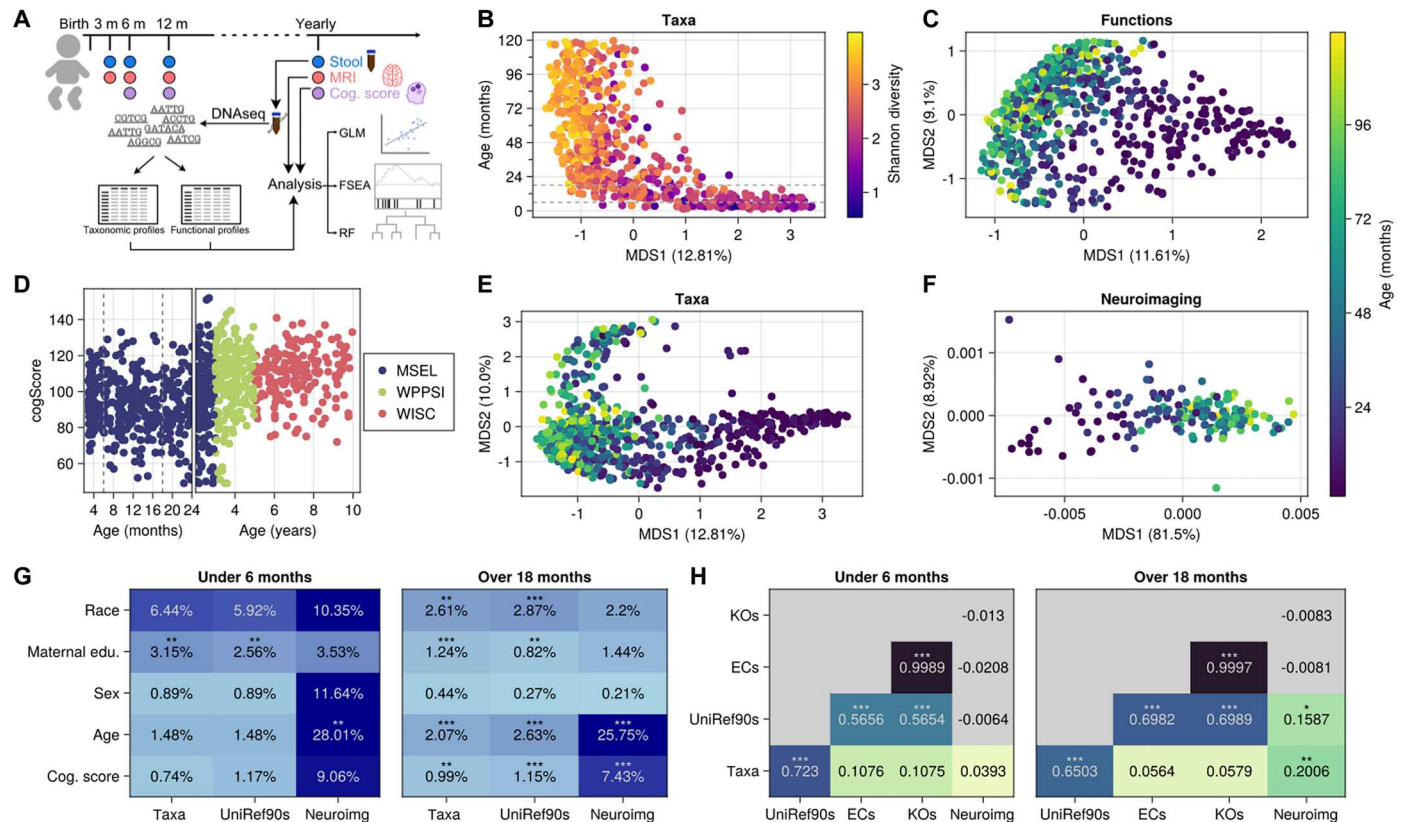 A
Birth 3 m 6 m 12 m Yearly
Stool
MRI
Cog. score
DNAseq
AATTG
CGTCG ACCTG
GATACA
AATTG AATCG
AGGCG
GLM
Analysis
FSEA
RF
Taxonomic profiles Functional profiles
B
Taxa
Age (months)
120
96
72
48
24
0
-1 0 1 2 3
MDS1 (12.81%)
Shannon diversity
3
2
1
C
Functions
MDS2 (9.1%)
1
0
-1
-1 0 1 2
MDS1 (11.61%)
Age (months)
96
72
48
24
D
cogScore
140
120
100
80
60
4 8 12 16 20 24
Age (months)
4 6 8 10
Age (years)
MSEL
WPPSI
WISC
E
Taxa
MDS2 (10.0%)
3
2
1
0
-1
-1 0 1 2 3
MDS1 (12.81%)
F
Neuroimaging
MDS2 (8.92%)
0.001
0.000
-0.001
-0.005 0.000 0.005
MDS1 (81.5%)
G
Under 6 months Over 18 months
** ***
Race 6.44% 5.92% 10.35% 2.61% 2.87% 2.2%
** ** *** **
Maternal edu. 3.15% 2.56% 3.53% 1.24% 0.82% 1.44%
Sex 0.89% 0.89% 11.64% 0.44% 0.27% 0.21%
** *** *** ***
Age 1.48% 1.48% 28.01% 2.07% 2.63% 25.75%
** *** ***
Cog. score 0.74% 1.17% 9.06% 0.99% 1.15% 7.43%
Taxa UniRef90s Neuroimg Taxa UniRef90s Neuroimg
H
Under 6 months Over 18 months
KOs -0.013 -0.0083
*** ***
ECs 0.9989 -0.0208 0.9997 -0.0081
*** *** *** *** *
UniRef90s 0.5656 0.5654 -0.0064 0.6982 0.6989 0.1587
*** *** **
Taxa 0.723 0.1076 0.1075 0.0393 0.6503 0.0564 0.0579 0.2006
UniRef90s ECs KOs Neuroimg UniRef90s ECs KOs Neuroimg